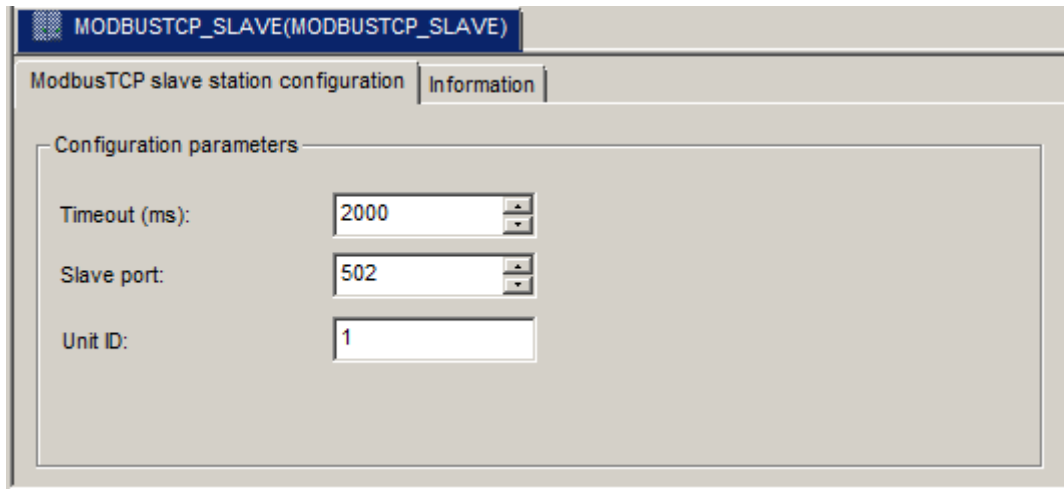 MODBUSTCP_SLAVE(MODBUSTCP_SLAVE)
ModbusTCP slave station configuration Information
Configuration parameters
Timeout (ms): 2000
Slave port: 502
Unit ID: 1